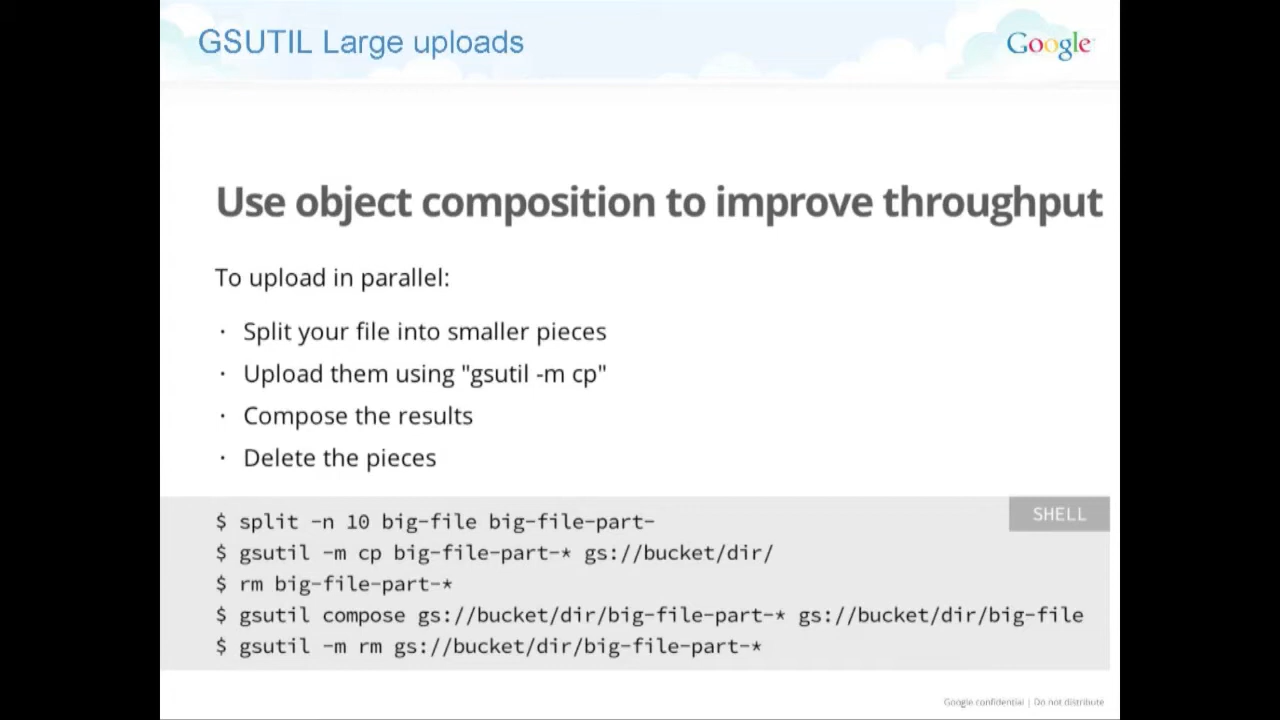 GSUTIL Large uploads
Google
Use object composition to improve throughput
To upload in parallel:
· Split your file into smaller pieces
· Upload them using "gsutil -m cp"
· Compose the results
· Delete the pieces
SHELL
$ split -n 10 big-file big-file-part-
$ gsutil -m cp big-file-part-* gs://bucket/dir/
$ rm big-file-part-*
$ gsutil compose gs://bucket/dir/big-file-part-* gs://bucket/dir/big-file
$ gsutil -m rm gs://bucket/dir/big-file-part-*
Google confidential | Do not distribute